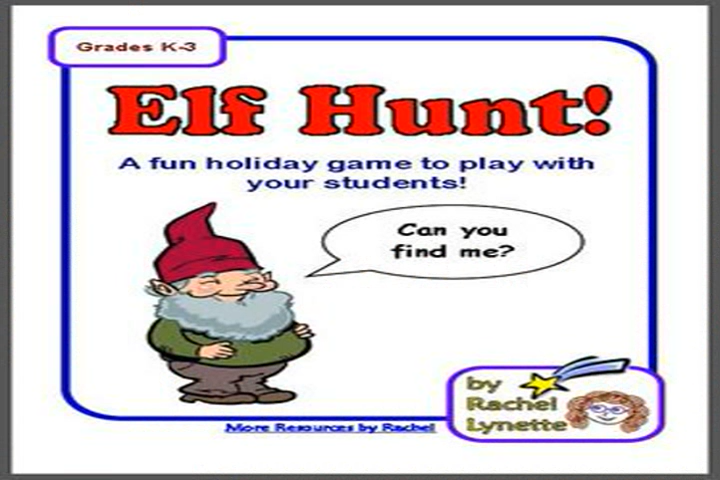 Grades K-3
Elf Hunt!
A fun holiday game to play with
your students!
Can you
find me?
by
Rachel
Lynette
More Resources by Rachel